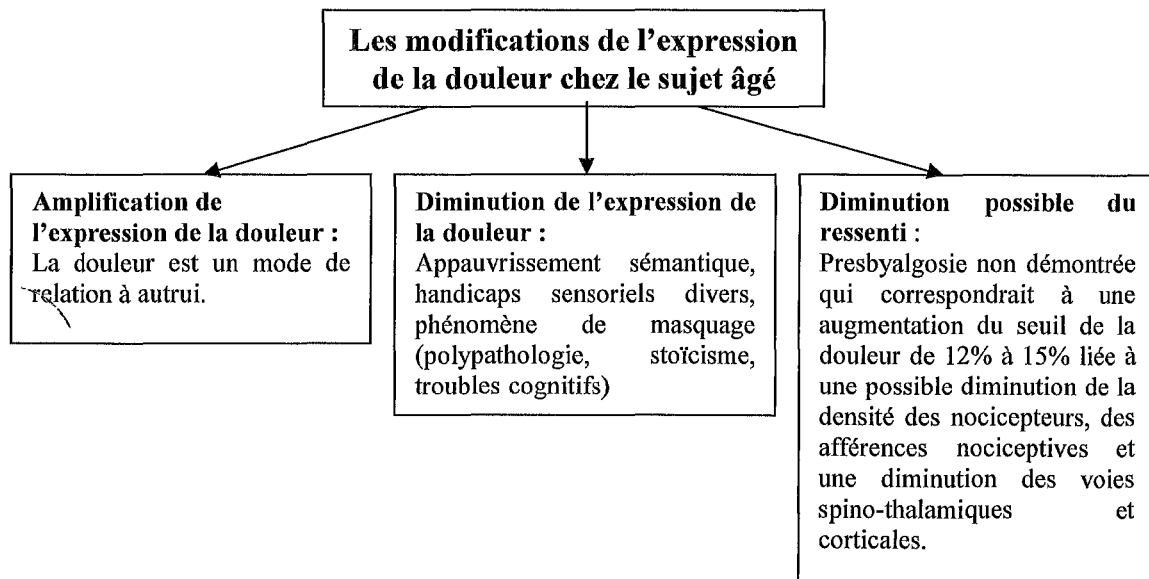 Les modifications de l'expression
de la douleur chez le sujet âgé
Amplification de
l'expression de la douleur :
La douleur est un mode de
relation à autrui.
Diminution de l'expression de
la douleur :
Appauvrissement sémantique,
handicaps sensoriels divers,
phénomène de masquage
(polypathologie, stoïcisme,
troubles cognitifs)
Diminution possible du
ressenti :
Presbyalgosie non démontrée
qui correspondrait à une
augmentation du seuil de la
douleur de 12% à 15% liée à
une possible diminution de la
densité des nocicepteurs, des
afférences nociceptives et
une diminution des voies
spino-thalamiques et
corticales.